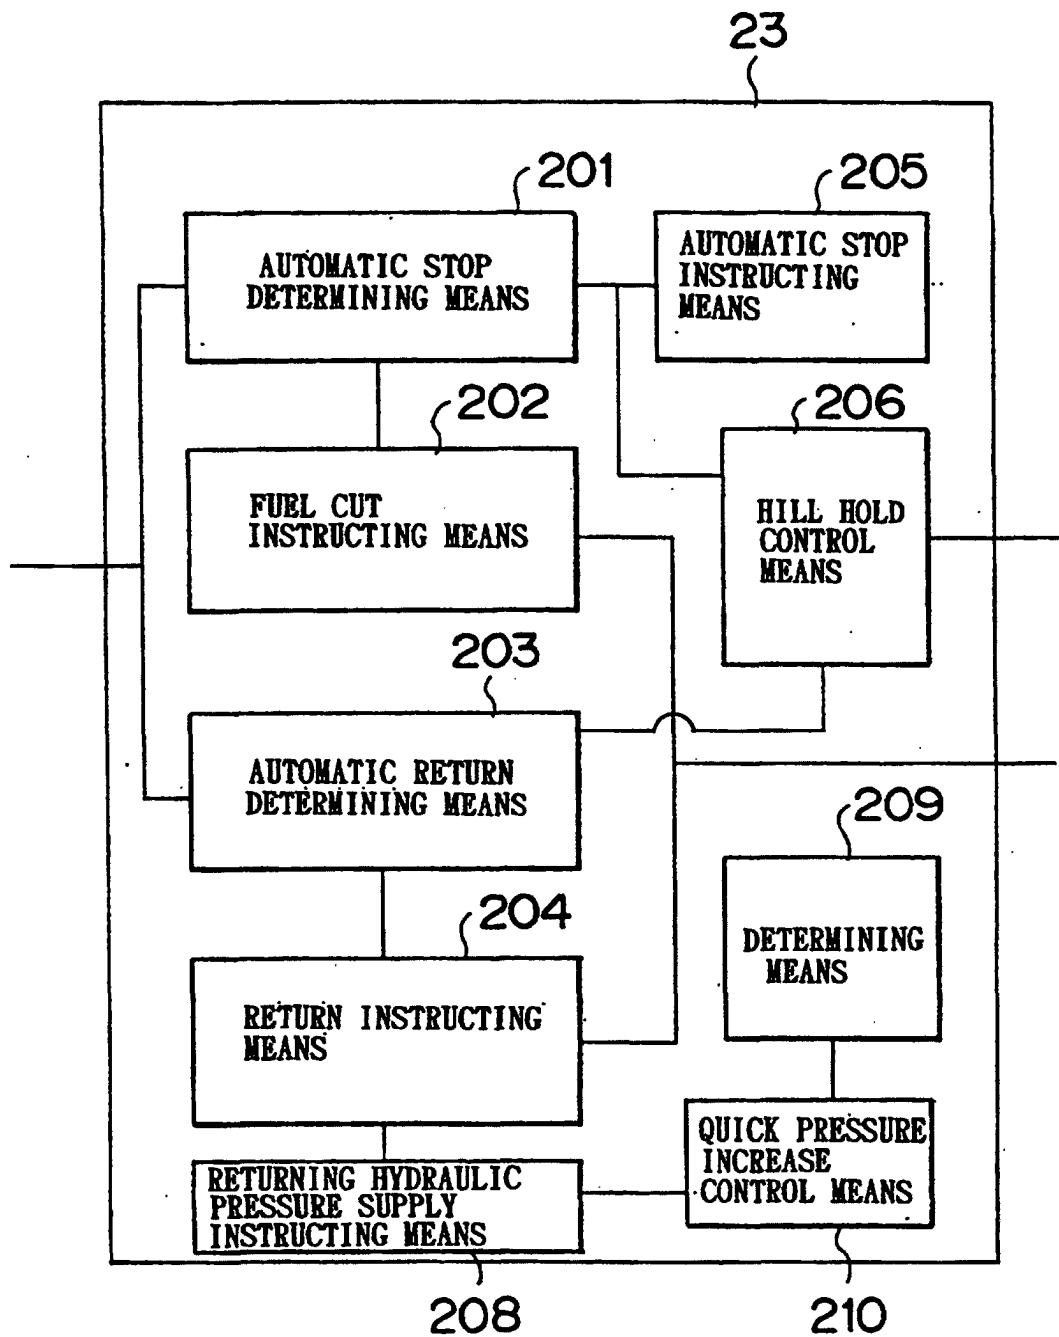 23
201
AUTOMATIC STOP
DETERMINING MEANS
205
AUTOMATIC STOP
INSTRUCTING
MEANS
202
FUEL CUT
INSTRUCTING MEANS
206
HILL HOLD
CONTROL
MEANS
203
AUTOMATIC RETURN
DETERMINING MEANS
204
RETURN INSTRUCTING
MEANS
209
DETERMINING
MEANS
RETURNING HYDRAULIC
PRESSURE SUPPLY
INSTRUCTING MEANS
208
QUICK PRESSURE
INCREASE
CONTROL MEANS
210